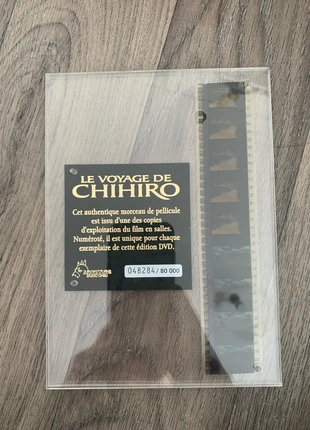 LE VOYAGE DE
CHIHIRO
Cet authentique morceau de pellicule
est issu d'une des copies
d'exploitation du film en salles.
Numéroté, il est unique pour chaque
exemplaire de cette édition DVD.
048284 / 80 000